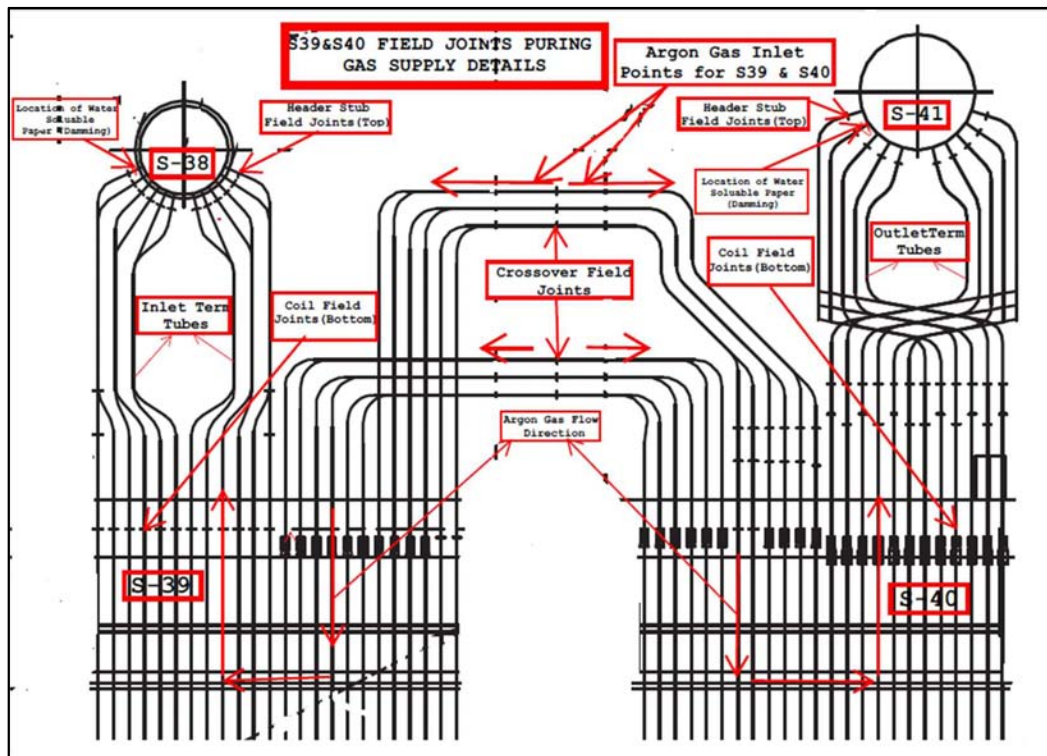 S39&S40 FIELD JOINTS PURING
GAS SUPPLY DETAILS
Argon Gas Inlet
Points for S39 & S40
Location of Water
Soluable
Paper (Damming)
Header Stub
Field Joints(Top)
S-38
Header Stub
Field Joints(Top)
S-41
Location of Water
Soluable Paper
(Damming)
Crossover Field
Joints
Coil Field
Joints(Bottom)
OutletTerm
Tubes
Inlet Term
Tubes
Coil Field
Joints(Bottom)
Argon Gas Flow
Direction
S-39
S-40